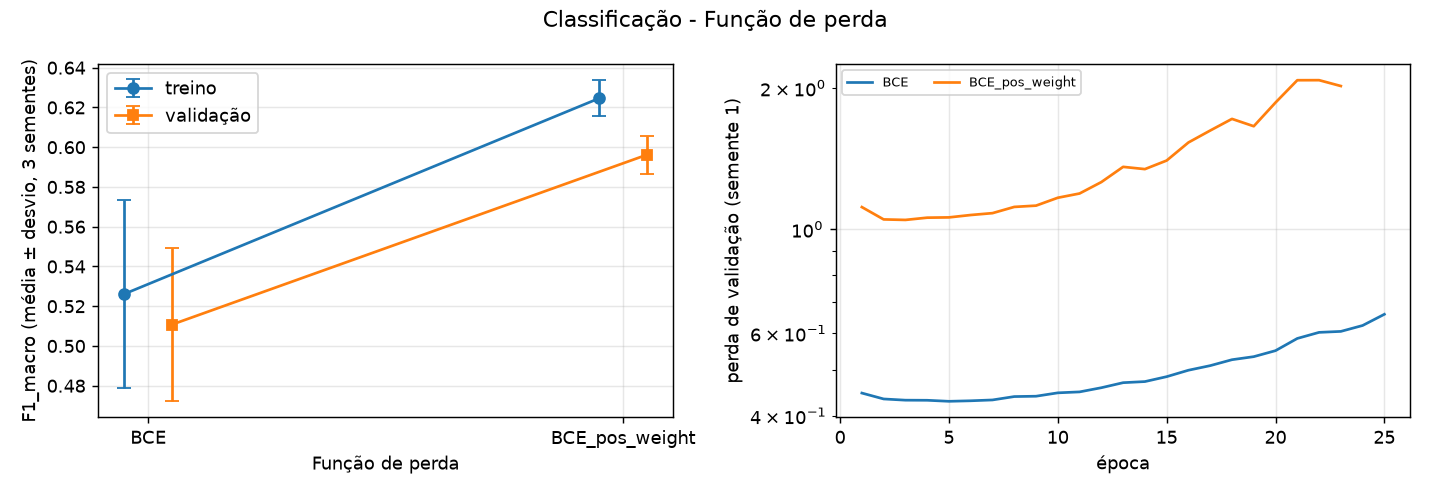 Classificação - Função de perda
F1_macro (média ± desvio, 3 sementes)
0.64
0.62
0.60
0.58
0.56
0.54
0.52
0.50
0.48
treino
validação
BCE
BCE_pos_weight
Função de perda
perda de validação (semente 1)
2 × 10⁰
10⁰
6 × 10⁻¹
4 × 10⁻¹
BCE
BCE_pos_weight
0
5
10
15
20
25
época